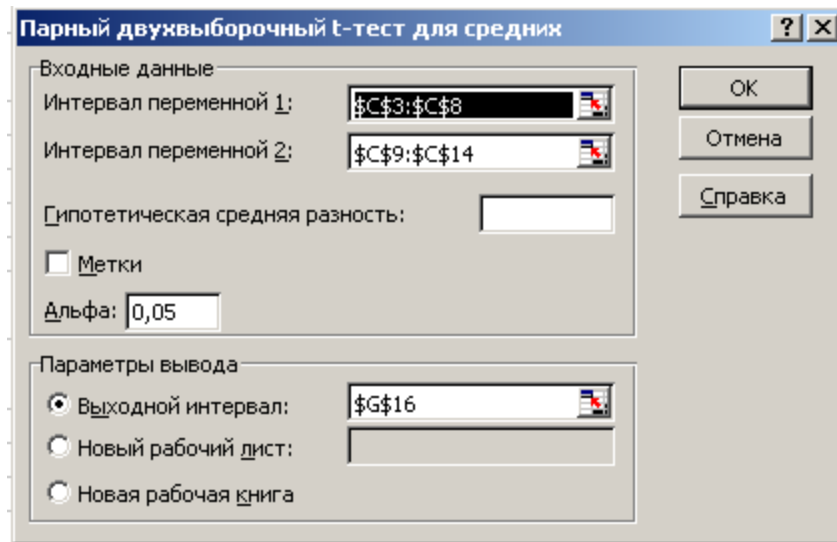 Парный двухвыборочный t-тест для средних
Входные данные
Интервал переменной 1: $C$3:$C$8
Интервал переменной 2: $C$9:$C$14
Гипотетическая средняя разность:
Метки
Альфа: 0,05
OK
Отмена
Справка
Параметры вывода
Выходной интервал: $G$16
Новый рабочий лист:
Новая рабочая книга